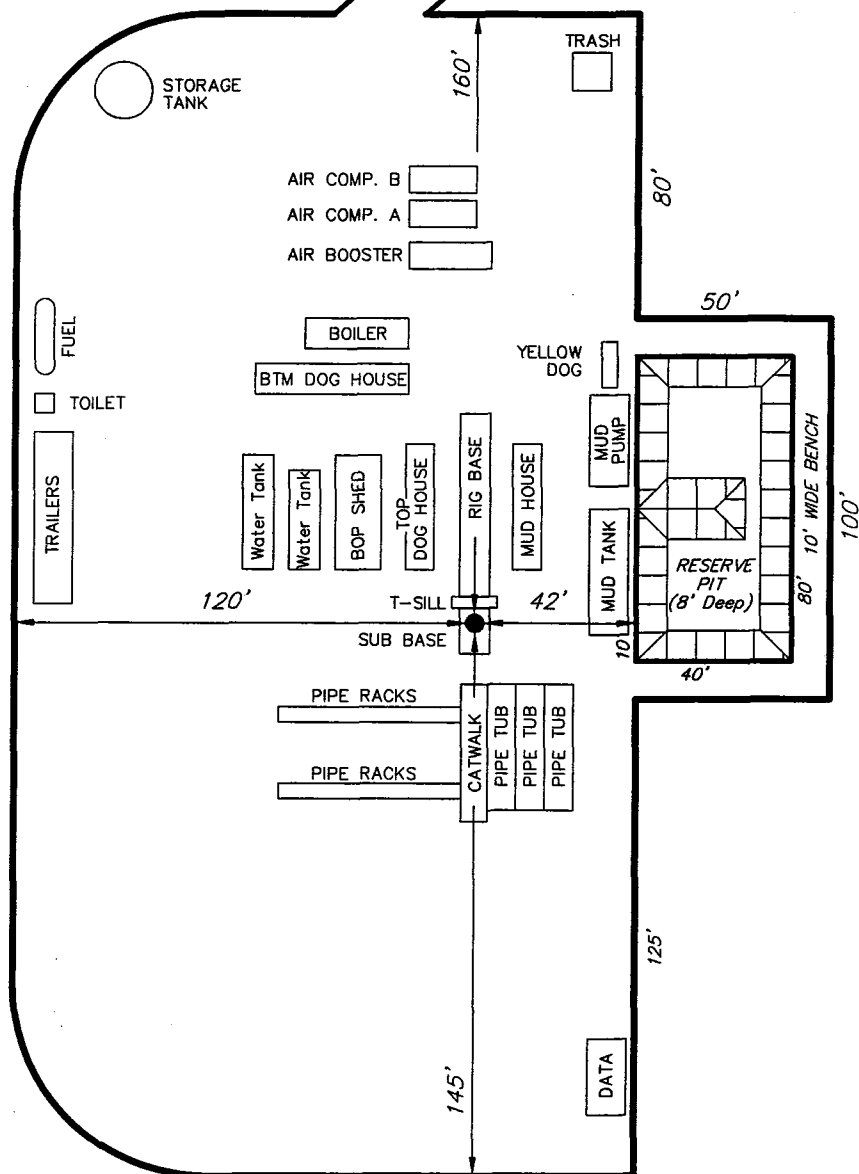 TRASH
STORAGE
TANK
160'
AIR COMP. B
AIR COMP. A
80'
AIR BOOSTER
50'
FUEL
BOILER
YELLOW
DOG
BTM DOG HOUSE
TOILET
MUD
PUMP
TRAILERS
Water Tank
Water Tank
BOP SHED
TOP
DOG HOUSE
RIG BASE
MUD HOUSE
10' WIDE BENCH
100'
MUD TANK
RESERVE
PIT
(8' Deep)
80'
120'
T-SILL
42'
SUB BASE
10'
40'
PIPE RACKS
CATWALK
PIPE TUB
PIPE TUB
PIPE TUB
PIPE RACKS
125'
145'
DATA